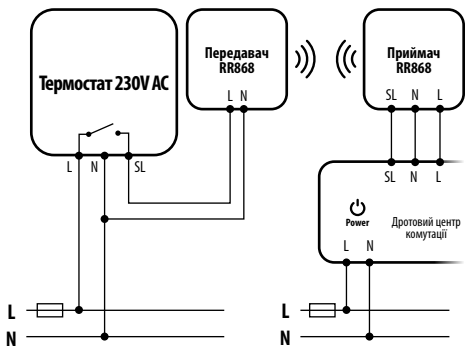 Термостат 230V AC
L N SL
Передавач
RR868
L N
Приймач
RR868
SL N L
SL N L
Power
Дротовий центр
комутації
L N
L
N
L
N